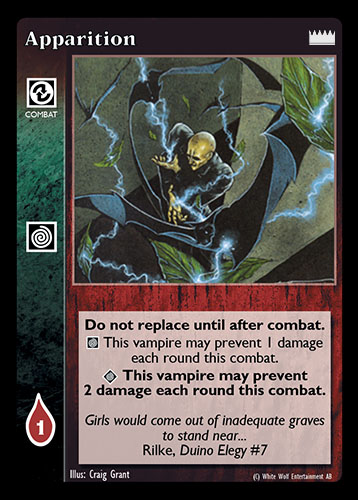 Apparition
COMBAT
Do not replace until after combat.
This vampire may prevent 1 damage
each round this combat.
This vampire may prevent
2 damage each round this combat.
Girls would come out of inadequate graves
to stand near...
Rilke, Duino Elegy #7
1
Illus: Craig Grant
(C) White Wolf Entertainment AB